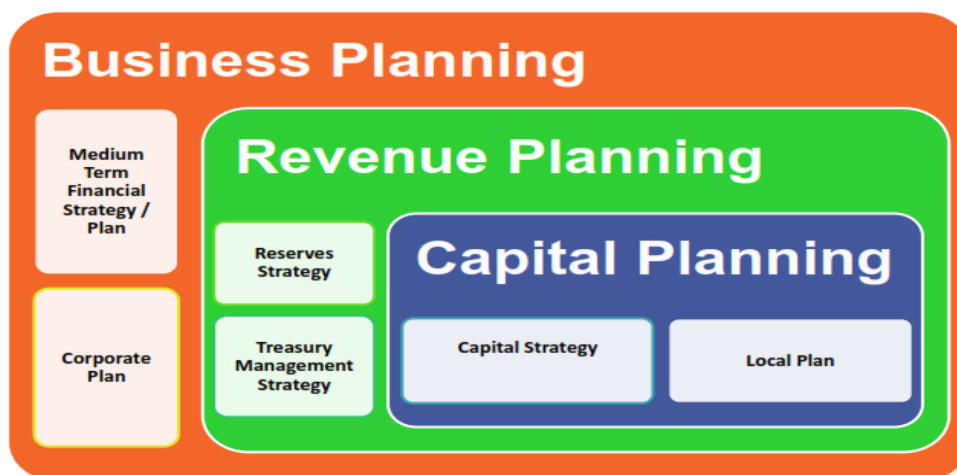 Business Planning
Medium
Term
Financial
Strategy /
Plan
Corporate
Plan
Revenue Planning
Reserves
Strategy
Treasury
Management
Strategy
Capital Planning
Capital Strategy
Local Plan